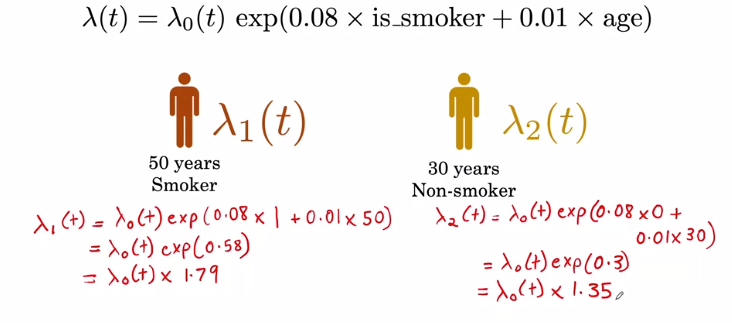 λ(t) = λ₀(t) exp(0.08 × is_smoker + 0.01 × age)
λ₁(t)
50 years
Smoker
λ₁(t) = λ₀(t) exp(0.08 × 1 + 0.01 × 50)
= λ₀(t) exp(0.58)
= λ₀(t) × 1.79
λ₂(t)
30 years
Non-smoker
λ₂(t) = λ₀(t) exp(0.08 × 0 +
0.01 × 30)
= λ₀(t) exp(0.3)
= λ₀(t) × 1.35